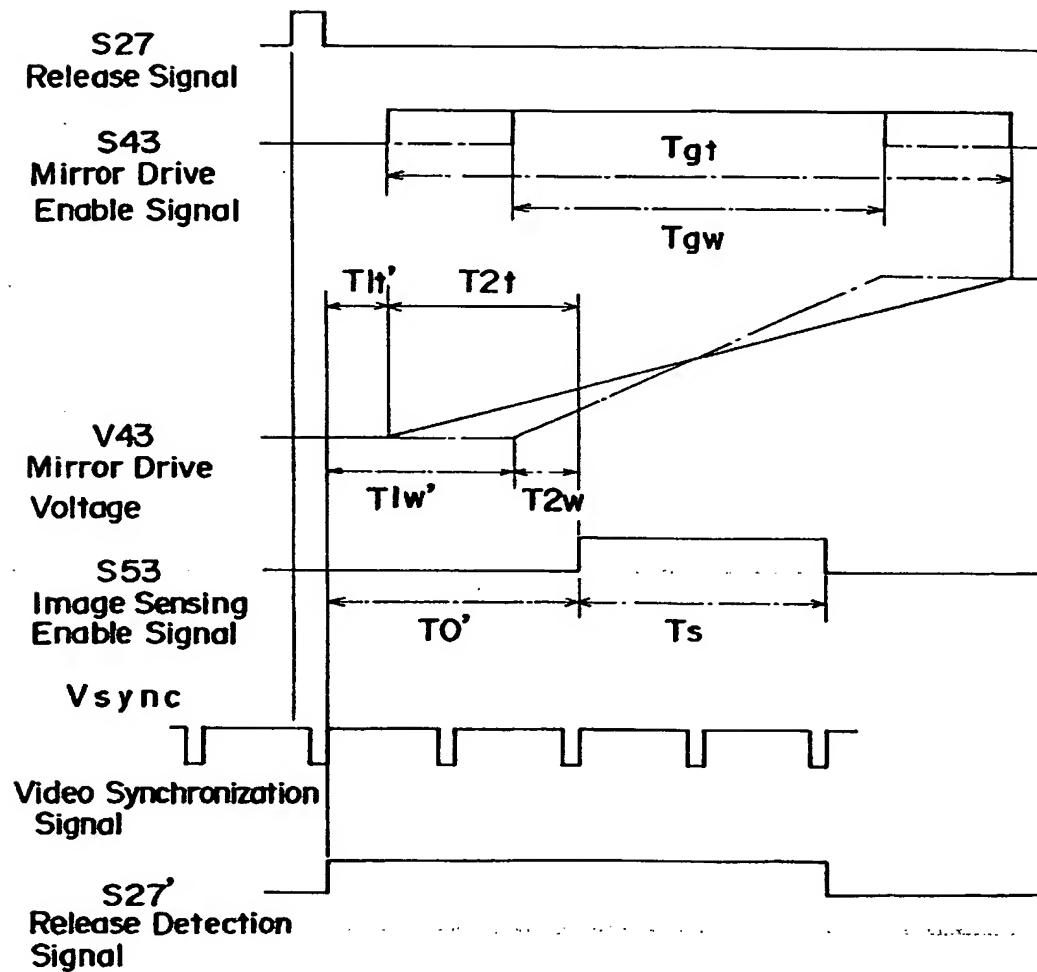 S27
Release Signal
S43
Mirror Drive
Enable Signal
Tgt
Tgw
T1t'
T2t
V43
Mirror Drive
Voltage
T1w'
T2w
S53
Image Sensing
Enable Signal
TO'
Ts
Vsync
Video Synchronization
Signal
S27'
Release Detection
Signal